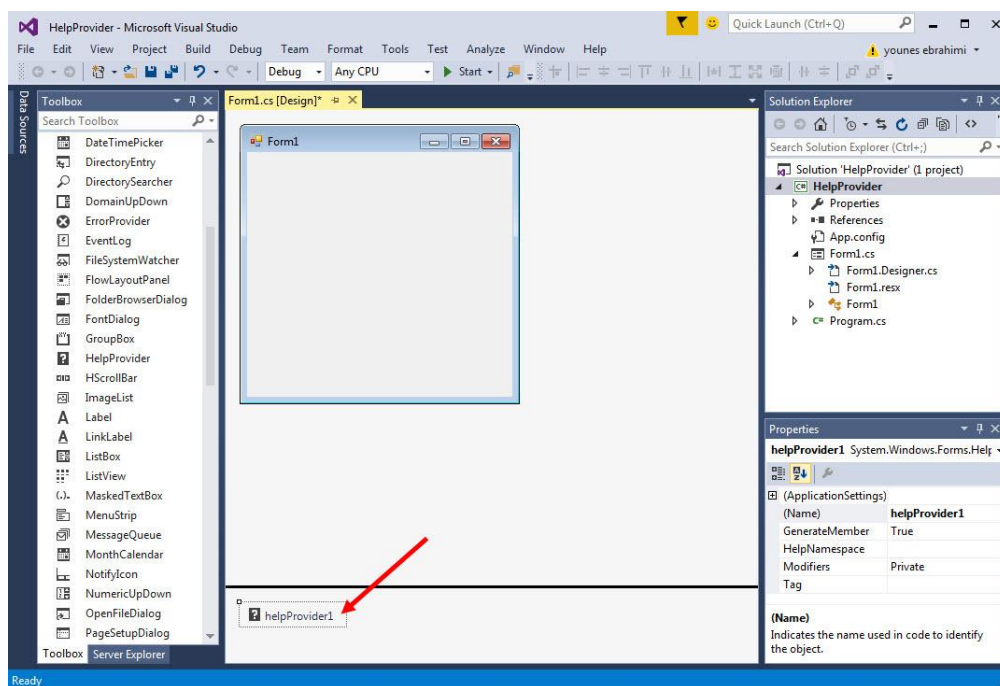 HelpProvider - Microsoft Visual Studio
Quick Launch (Ctrl+Q)
File Edit View Project Build Debug Team Format Tools Test Analyze Window Help
younes ebrahimi
Debug Any CPU Start
Data Sources
Toolbox
Search Toolbox
DateTimePicker
DirectoryEntry
DirectorySearcher
DomainUpDown
ErrorProvider
EventLog
FileSystemWatcher
FlowLayoutPanel
FolderBrowserDialog
FontDialog
GroupBox
HelpProvider
HScrollBar
ImageList
Label
LinkLabel
ListBox
ListView
MaskedTextBox
MenuStrip
MessageQueue
MonthCalendar
NotifyIcon
NumericUpDown
OpenFileDialog
PageSetupDialog
Toolbox Server Explorer
Form1.cs [Design]*
Form1
helpProvider1
Solution Explorer
Search Solution Explorer (Ctrl+;)
Solution 'HelpProvider' (1 project)
HelpProvider
Properties
References
App.config
Form1.cs
Form1.Designer.cs
Form1.resx
Form1
Program.cs
Properties
helpProvider1 System.Windows.Forms.Help
(ApplicationSettings)
(Name) helpProvider1
GenerateMember True
HelpNamespace
Modifiers Private
Tag
(Name)
Indicates the name used in code to identify
the object.
Ready